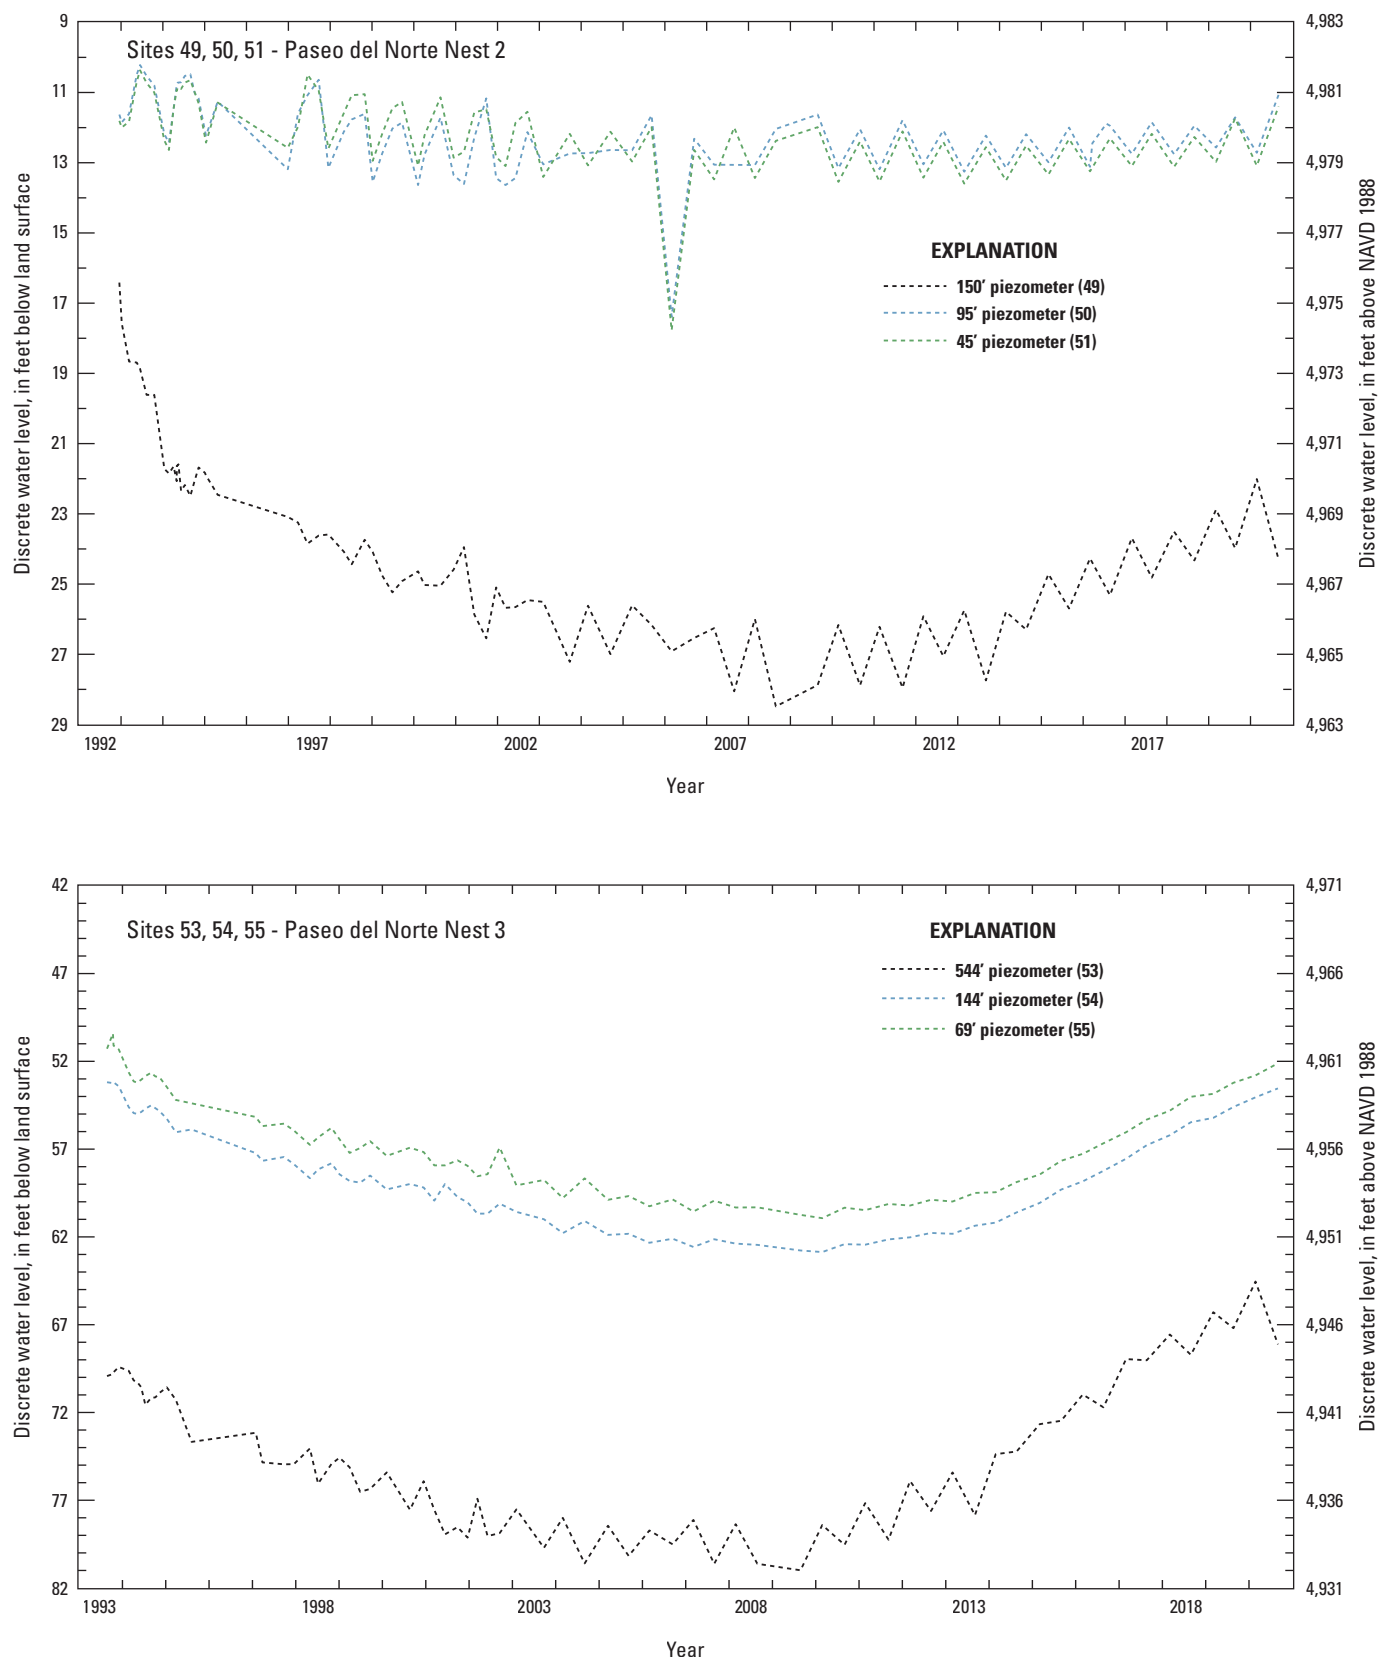 Sites 49, 50, 51 - Paseo del Norte Nest 2
Discrete water level, in feet below land surface
9
11
13
15
17
19
21
23
25
27
29
4,983
4,981
4,979
4,977
4,975
4,973
4,971
4,969
4,967
4,965
4,963
Discrete water level, in feet above NAVD 1988
EXPLANATION
150′ piezometer (49)
95′ piezometer (50)
45′ piezometer (51)
1992 1997 2002 2007 2012 2017
Year
Sites 53, 54, 55 - Paseo del Norte Nest 3
Discrete water level, in feet below land surface
42
47
52
57
62
67
72
77
82
4,971
4,966
4,961
4,956
4,951
4,946
4,941
4,936
4,931
Discrete water level, in feet above NAVD 1988
EXPLANATION
544′ piezometer (53)
144′ piezometer (54)
69′ piezometer (55)
1993 1998 2003 2008 2013 2018
Year